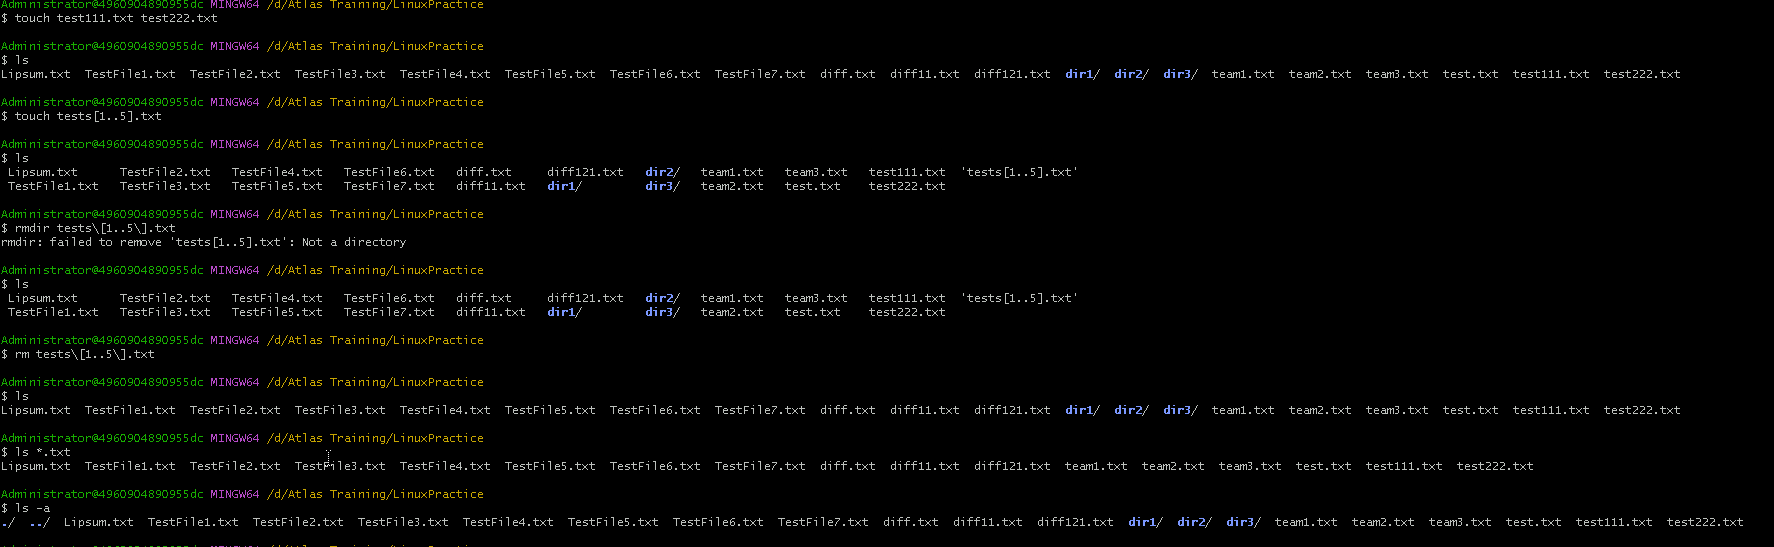 Administrator@4960904890955dc MINGW64 /d/Atlas Training/LinuxPractice
$ touch test111.txt test222.txt
Administrator@4960904890955dc MINGW64 /d/Atlas Training/LinuxPractice
$ ls
Lipsum.txt  TestFile1.txt  TestFile2.txt  TestFile3.txt  TestFile4.txt  TestFile5.txt  TestFile6.txt  TestFile7.txt  diff.txt  diff11.txt  diff121.txt  dir1/  dir2/  dir3/  team1.txt  team2.txt  team3.txt  test.txt  test111.txt  test222.txt
Administrator@4960904890955dc MINGW64 /d/Atlas Training/LinuxPractice
$ touch tests[1..5].txt
Administrator@4960904890955dc MINGW64 /d/Atlas Training/LinuxPractice
$ ls
 Lipsum.txt      TestFile2.txt   TestFile4.txt   TestFile6.txt   diff.txt     diff121.txt   dir2/   team1.txt   team3.txt   test111.txt  'tests[1..5].txt'
 TestFile1.txt   TestFile3.txt   TestFile5.txt   TestFile7.txt   diff11.txt   dir1/         dir3/   team2.txt   test.txt    test222.txt
Administrator@4960904890955dc MINGW64 /d/Atlas Training/LinuxPractice
$ rmdir tests\[1..5\].txt
rmdir: failed to remove 'tests[1..5].txt': Not a directory
Administrator@4960904890955dc MINGW64 /d/Atlas Training/LinuxPractice
$ ls
 Lipsum.txt      TestFile2.txt   TestFile4.txt   TestFile6.txt   diff.txt     diff121.txt   dir2/   team1.txt   team3.txt   test111.txt  'tests[1..5].txt'
 TestFile1.txt   TestFile3.txt   TestFile5.txt   TestFile7.txt   diff11.txt   dir1/         dir3/   team2.txt   test.txt    test222.txt
Administrator@4960904890955dc MINGW64 /d/Atlas Training/LinuxPractice
$ rm tests\[1..5\].txt
Administrator@4960904890955dc MINGW64 /d/Atlas Training/LinuxPractice
$ ls
Lipsum.txt  TestFile1.txt  TestFile2.txt  TestFile3.txt  TestFile4.txt  TestFile5.txt  TestFile6.txt  TestFile7.txt  diff.txt  diff11.txt  diff121.txt  dir1/  dir2/  dir3/  team1.txt  team2.txt  team3.txt  test.txt  test111.txt  test222.txt
Administrator@4960904890955dc MINGW64 /d/Atlas Training/LinuxPractice
$ ls *.txt
Lipsum.txt  TestFile1.txt  TestFile2.txt  TestFile3.txt  TestFile4.txt  TestFile5.txt  TestFile6.txt  TestFile7.txt  diff.txt  diff11.txt  diff121.txt  team1.txt  team2.txt  team3.txt  test.txt  test111.txt  test222.txt
Administrator@4960904890955dc MINGW64 /d/Atlas Training/LinuxPractice
$ ls -a
./  ../  Lipsum.txt  TestFile1.txt  TestFile2.txt  TestFile3.txt  TestFile4.txt  TestFile5.txt  TestFile6.txt  TestFile7.txt  diff.txt  diff11.txt  diff121.txt  dir1/  dir2/  dir3/  team1.txt  team2.txt  team3.txt  test.txt  test111.txt  test222.txt